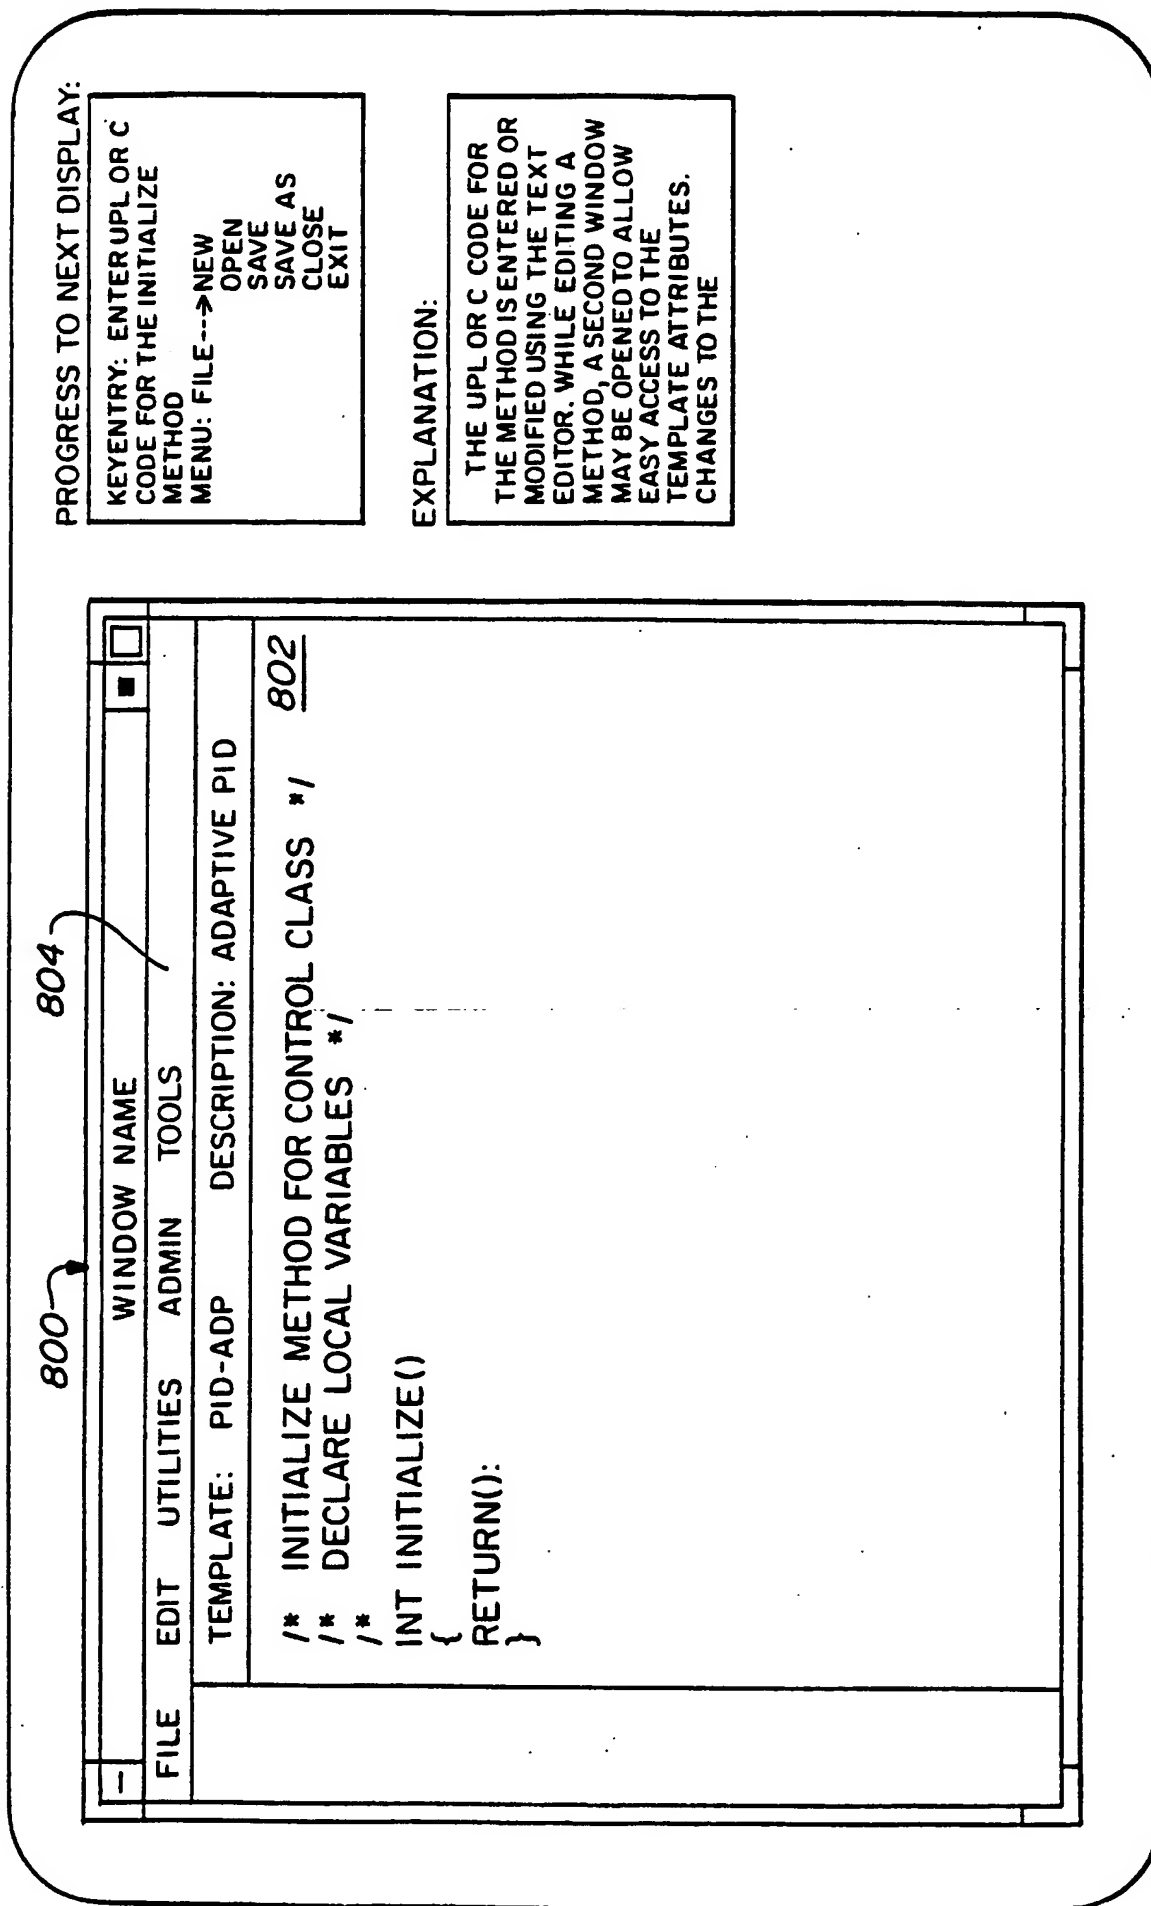 800
804
WINDOW NAME
FILE EDIT UTILITIES ADMIN TOOLS
TEMPLATE: PID-ADP DESCRIPTION: ADAPTIVE PID
802
/* INITIALIZE METHOD FOR CONTROL CLASS */
/* DECLARE LOCAL VARIABLES */
/*
INT INITIALIZE()
{
RETURN():
}
PROGRESS TO NEXT DISPLAY:
KEYENTRY: ENTER UPL OR C
CODE FOR THE INITIALIZE
METHOD
MENU: FILE--->NEW
OPEN
SAVE
SAVE AS
CLOSE
EXIT
EXPLANATION:
THE UPL OR C CODE FOR
THE METHOD IS ENTERED OR
MODIFIED USING THE TEXT
EDITOR. WHILE EDITING A
METHOD, A SECOND WINDOW
MAY BE OPENED TO ALLOW
EASY ACCESS TO THE
TEMPLATE ATTRIBUTES.
CHANGES TO THE